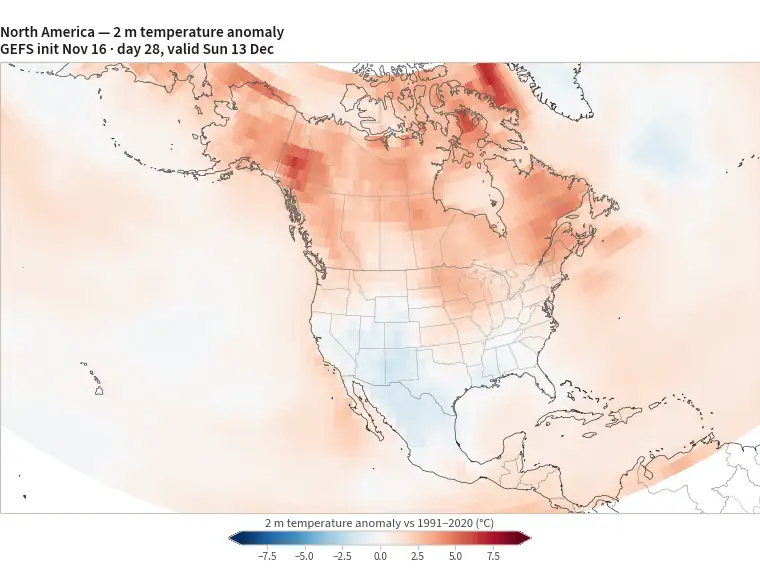 North America — 2 m temperature anomaly
GEFS init Nov 16 · day 28, valid Sun 13 Dec
2 m temperature anomaly vs 1991–2020 (°C)
−7.5 −5.0 −2.5 0.0 2.5 5.0 7.5